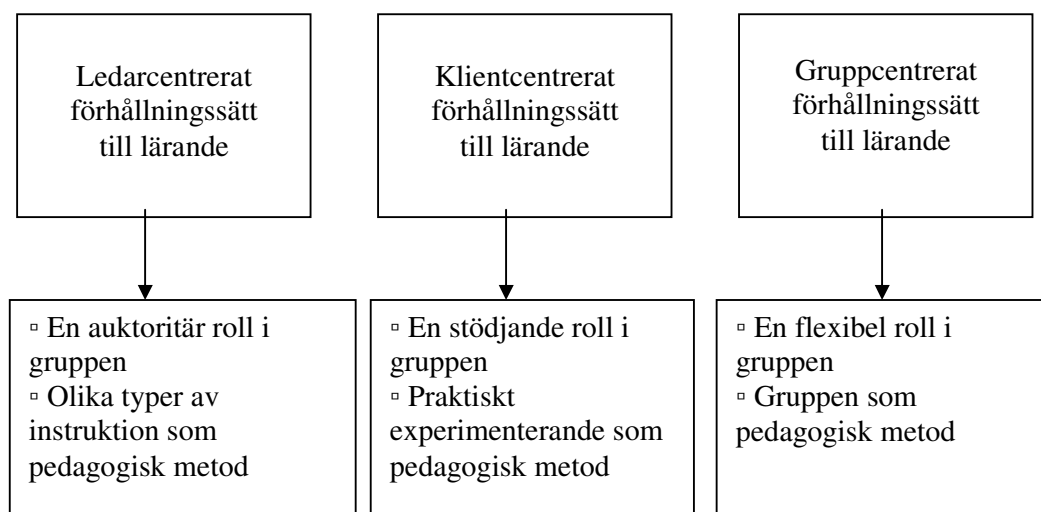 Ledarcentrerat
förhållningssätt
till lärande
Klientcentrerat
förhållningssätt
till lärande
Gruppcentrerat
förhållningssätt
till lärande
▫ En auktoritär roll i
gruppen
▫ Olika typer av
instruktion som
pedagogisk metod
▫ En stödjande roll i
gruppen
▫ Praktiskt
experimenterande som
pedagogisk metod
▫ En flexibel roll i
gruppen
▫ Gruppen som
pedagogisk metod